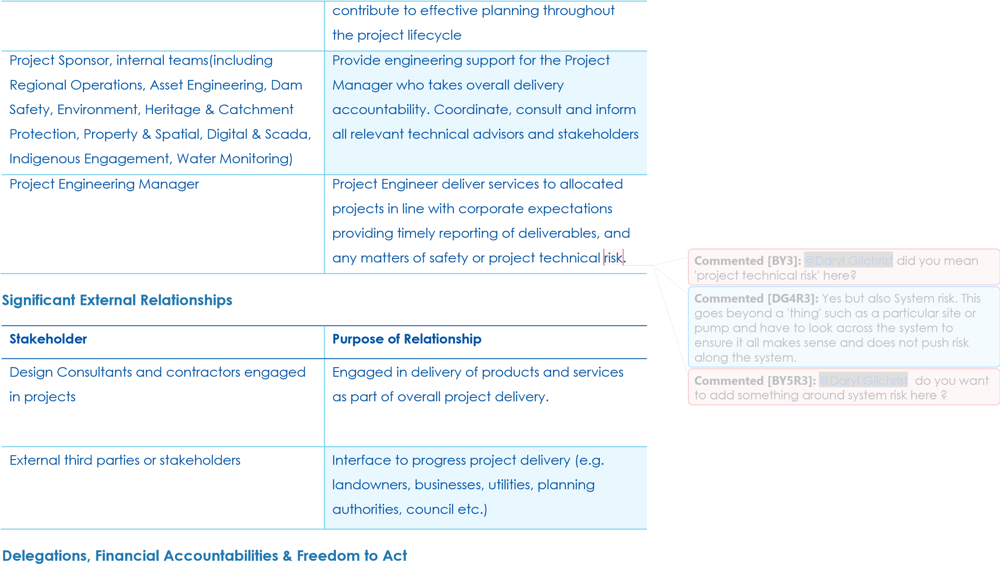 contribute to effective planning throughout
the project lifecycle
Project Sponsor, internal teams(including
Regional Operations, Asset Engineering, Dam
Safety, Environment, Heritage & Catchment
Protection, Property & Spatial, Digital & Scada,
Indigenous Engagement, Water Monitoring)
Provide engineering support for the Project
Manager who takes overall delivery
accountability. Coordinate, consult and inform
all relevant technical advisors and stakeholders
Project Engineering Manager
Project Engineer deliver services to allocated
projects in line with corporate expectations
providing timely reporting of deliverables, and
any matters of safety or project technical risk.
Commented [BY3]: @Daryl Gilchrist did you mean
'project technical risk' here?
Commented [DG4R3]: Yes but also System risk. This
goes beyond a 'thing' such as a particular site or
pump and have to look across the system to
ensure it all makes sense and does not push risk
along the system.
Commented [BY5R3]: @Daryl Gilchrist do you want
to add something around system risk here ?
Significant External Relationships
Stakeholder
Purpose of Relationship
Design Consultants and contractors engaged
in projects
Engaged in delivery of products and services
as part of overall project delivery.
External third parties or stakeholders
Interface to progress project delivery (e.g.
landowners, businesses, utilities, planning
authorities, council etc.)
Delegations, Financial Accountabilities & Freedom to Act